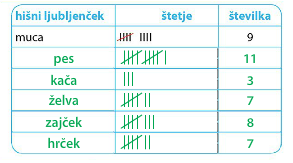 hišni ljubljenček štetje številka
muca 9
pes 11
kača 3
želva 7
zajček 8
hrček 7